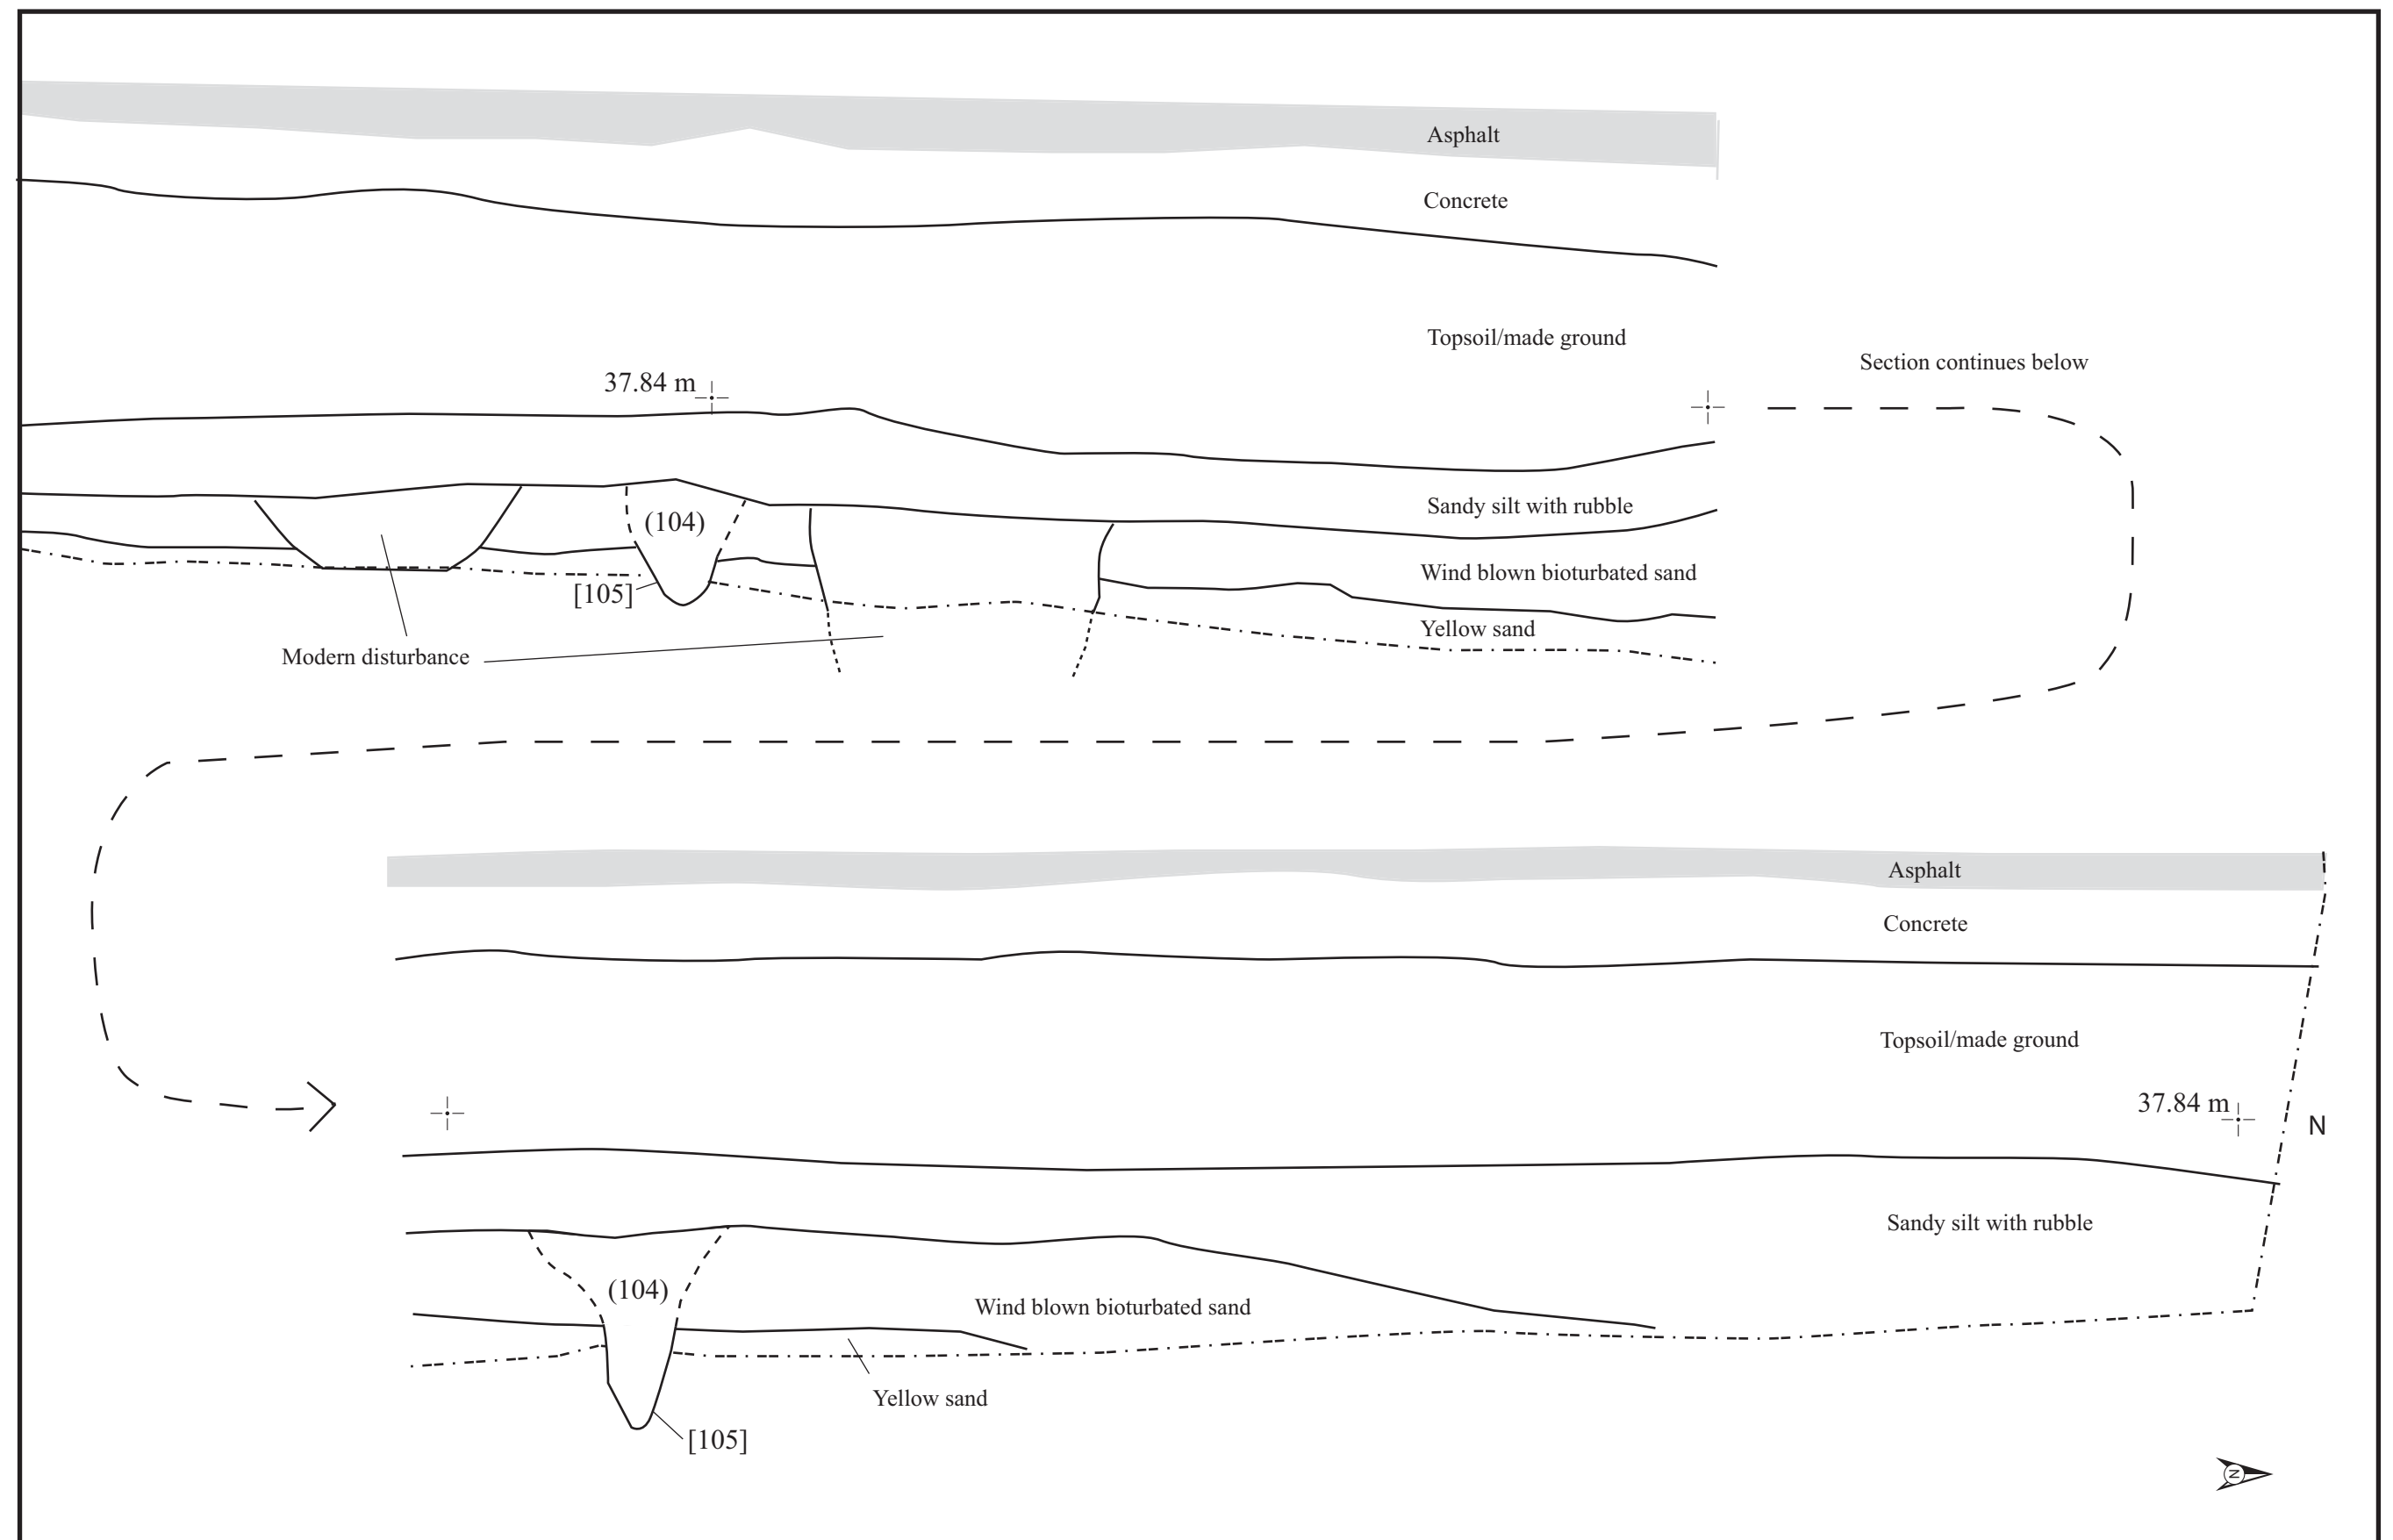 Asphalt
Concrete
Topsoil/made ground
Section continues below
37.84 m
Sandy silt with rubble
(104)
Wind blown bioturbated sand
[105]
Yellow sand
Modern disturbance
Asphalt
Concrete
Topsoil/made ground
37.84 m
N
Sandy silt with rubble
(104)
Wind blown bioturbated sand
Yellow sand
[105]
N